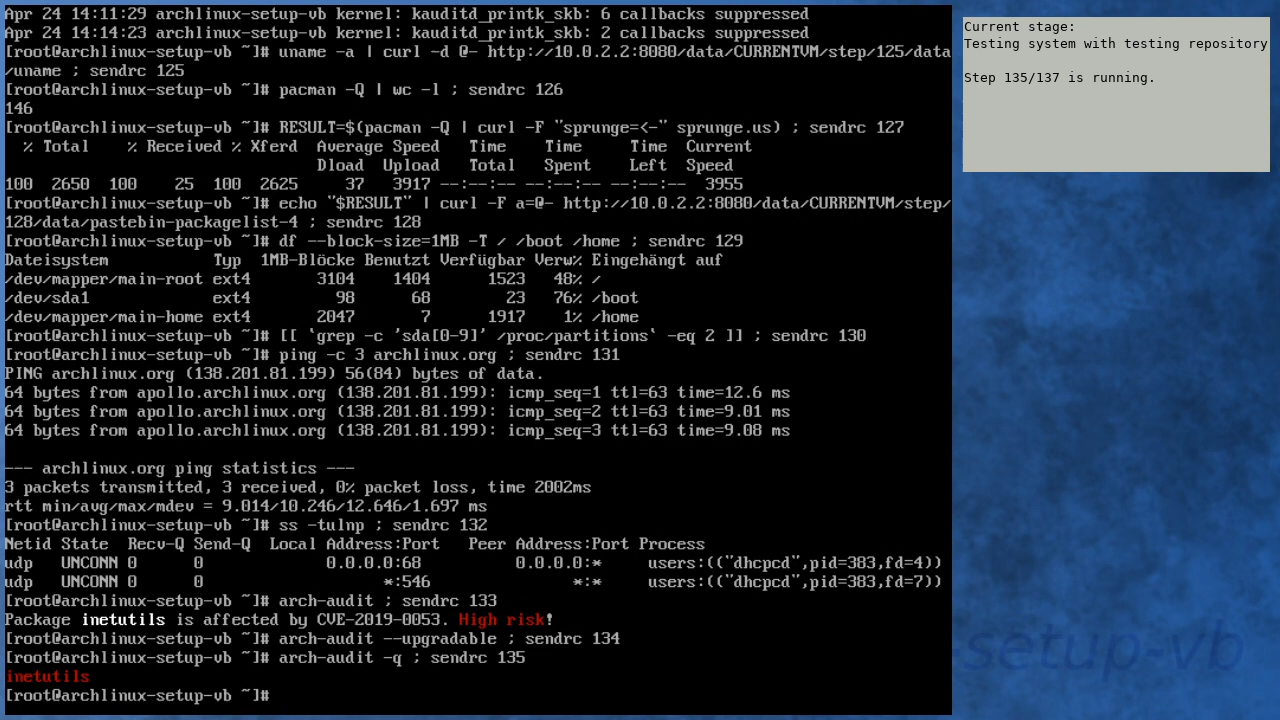 Apr 24 14:11:29 archlinux-setup-vb kernel: kauditd_printk_skb: 6 callbacks suppressed
Apr 24 14:14:23 archlinux-setup-vb kernel: kauditd_printk_skb: 2 callbacks suppressed
[root@archlinux-setup-vb ~]# uname -a | curl -d @- http://10.0.2.2:8080/data/CURRENTVM/step/125/data
/uname ; sendrc 125
[root@archlinux-setup-vb ~]# pacman -Q | wc -l ; sendrc 126
146
[root@archlinux-setup-vb ~]# RESULT=$(pacman -Q | curl -F "sprunge=<-" sprunge.us) ; sendrc 127
  % Total    % Received % Xferd  Average Speed   Time    Time     Time  Current
                                 Dload  Upload   Total   Spent    Left  Speed
100  2650  100    25  100  2625     37   3917 --:--:-- --:--:-- --:--:--  3955
[root@archlinux-setup-vb ~]# echo "$RESULT" | curl -F a=@- http://10.0.2.2:8080/data/CURRENTVM/step/
128/data/pastebin-packagelist-4 ; sendrc 128
[root@archlinux-setup-vb ~]# df --block-size=1MB -T / /boot /home ; sendrc 129
Dateisystem           Typ  1MB-Blöcke Benutzt Verfügbar Verw% Eingehängt auf
/dev/mapper/main-root ext4       3104    1404      1523   48% /
/dev/sda1             ext4         98      68        23   76% /boot
/dev/mapper/main-home ext4       2047       7      1917    1% /home
[root@archlinux-setup-vb ~]# [[ `grep -c 'sda[0-9]' /proc/partitions` -eq 2 ]] ; sendrc 130
[root@archlinux-setup-vb ~]# ping -c 3 archlinux.org ; sendrc 131
PING archlinux.org (138.201.81.199) 56(84) bytes of data.
64 bytes from apollo.archlinux.org (138.201.81.199): icmp_seq=1 ttl=63 time=12.6 ms
64 bytes from apollo.archlinux.org (138.201.81.199): icmp_seq=2 ttl=63 time=9.01 ms
64 bytes from apollo.archlinux.org (138.201.81.199): icmp_seq=3 ttl=63 time=9.08 ms
--- archlinux.org ping statistics ---
3 packets transmitted, 3 received, 0% packet loss, time 2002ms
rtt min/avg/max/mdev = 9.014/10.246/12.646/1.697 ms
[root@archlinux-setup-vb ~]# ss -tulnp ; sendrc 132
Netid State  Recv-Q Send-Q  Local Address:Port   Peer Address:Port Process
udp   UNCONN 0      0             0.0.0.0:68          0.0.0.0:*     users:(("dhcpcd",pid=383,fd=4))
udp   UNCONN 0      0                   *:546               *:*     users:(("dhcpcd",pid=383,fd=7))
[root@archlinux-setup-vb ~]# arch-audit ; sendrc 133
Package inetutils is affected by CVE-2019-0053. High risk!
[root@archlinux-setup-vb ~]# arch-audit --upgradable ; sendrc 134
[root@archlinux-setup-vb ~]# arch-audit -q ; sendrc 135
inetutils
[root@archlinux-setup-vb ~]#
Current stage:
Testing system with testing repository
Step 135/137 is running.
setup-vb